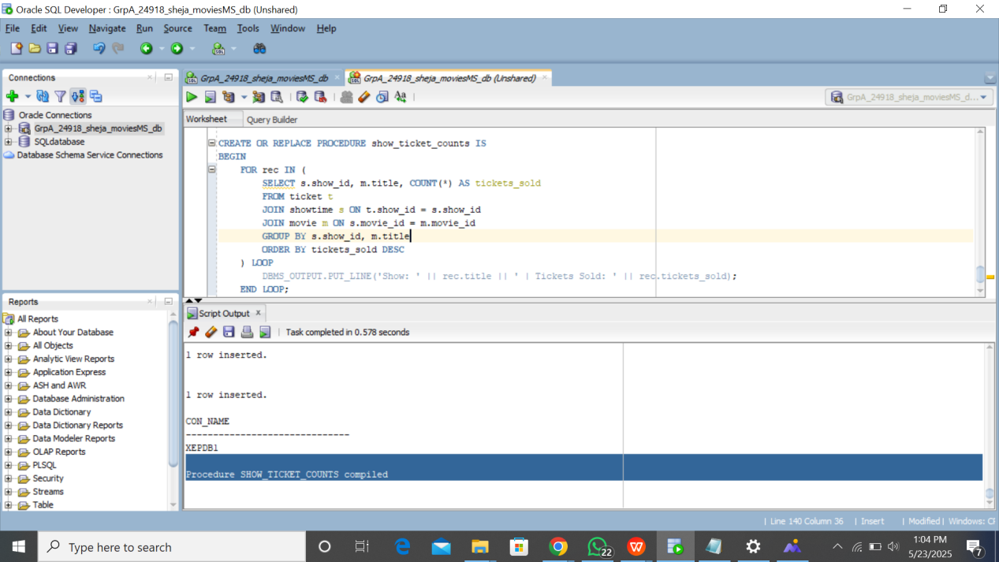 Oracle SQL Developer : GrpA_24918_sheja_moviesMS_db (Unshared)
File Edit View Navigate Run Source Team Tools Window Help
Connections
Oracle Connections
GrpA_24918_sheja_moviesMS_db
SQLdatabase
Database Schema Service Connections
Reports
All Reports
About Your Database
All Objects
Analytic View Reports
Application Express
ASH and AWR
Database Administration
Data Dictionary
Data Dictionary Reports
Data Modeler Reports
OLAP Reports
PLSQL
Security
Streams
Table
GrpA_24918_sheja_moviesMS_db GrpA_24918_sheja_moviesMS_db (Unshared)
GrpA_24918_sheja_moviesMS_d...
Worksheet Query Builder
CREATE OR REPLACE PROCEDURE show_ticket_counts IS
BEGIN
FOR rec IN (
SELECT s.show_id, m.title, COUNT(*) AS tickets_sold
FROM ticket t
JOIN showtime s ON t.show_id = s.show_id
JOIN movie m ON s.movie_id = m.movie_id
GROUP BY s.show_id, m.title
ORDER BY tickets_sold DESC
) LOOP
DBMS_OUTPUT.PUT_LINE('Show: ' || rec.title || ' | Tickets Sold: ' || rec.tickets_sold);
END LOOP;
Script Output x
Task completed in 0.578 seconds
1 row inserted.
1 row inserted.
CON_NAME
------------------------------
XEPDB1
Procedure SHOW_TICKET_COUNTS compiled
| Line 140 Column 36 | Insert | Modified | Windows: CF
Type here to search
22
1:04 PM
5/23/2025
7